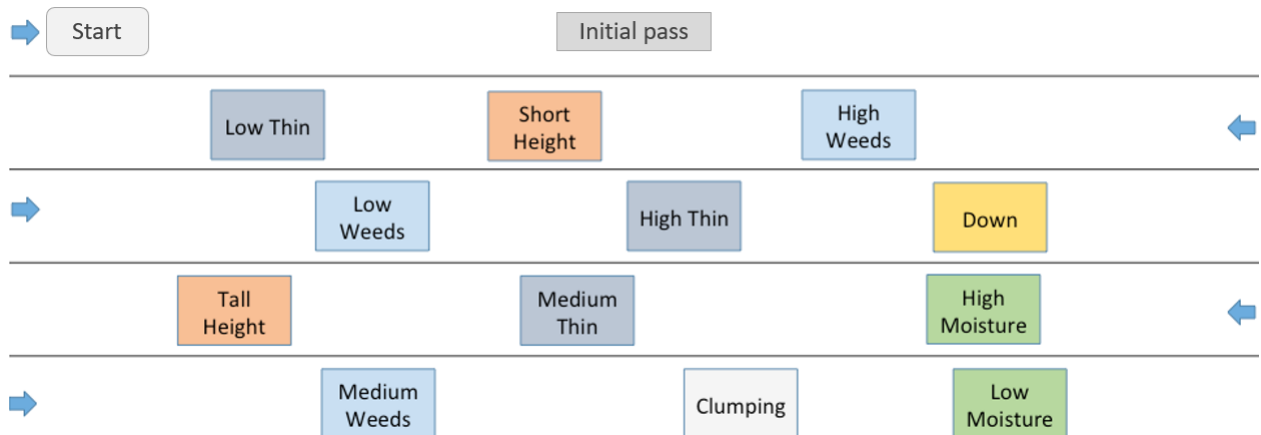 Start
Initial pass
Low Thin
Short
Height
High
Weeds
Low
Weeds
High Thin
Down
Tall
Height
Medium
Thin
High
Moisture
Medium
Weeds
Clumping
Low
Moisture